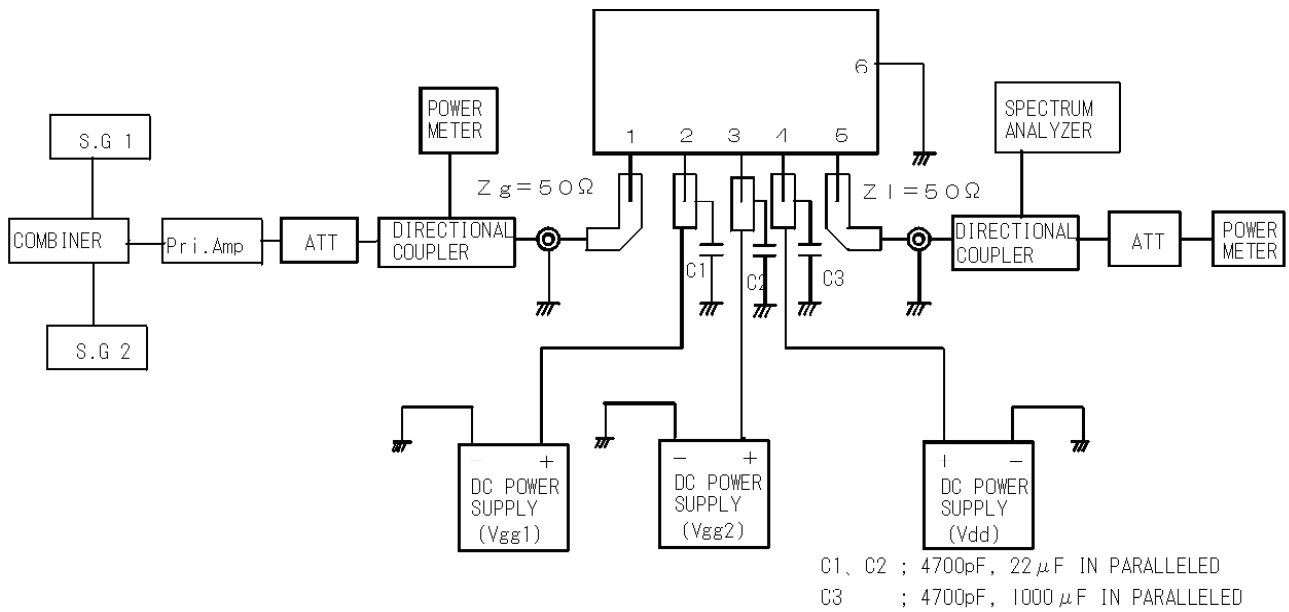 S.G 1
COMBINER
S.G 2
Pri.Amp
ATT
POWER
METER
DIRECTIONAL
COUPLER
Zg=50Ω
1
2
3
4
5
6
Zl=50Ω
C1
C2
C3
SPECTRUM
ANALYZER
DIRECTIONAL
COUPLER
ATT
POWER
METER
− +
DC POWER
SUPPLY
(Vgg1)
− +
DC POWER
SUPPLY
(Vgg2)
+ −
DC POWER
SUPPLY
(Vdd)
C1、C2 ; 4700pF, 22μF IN PARALLELED
C3 ; 4700pF, 1000μF IN PARALLELED